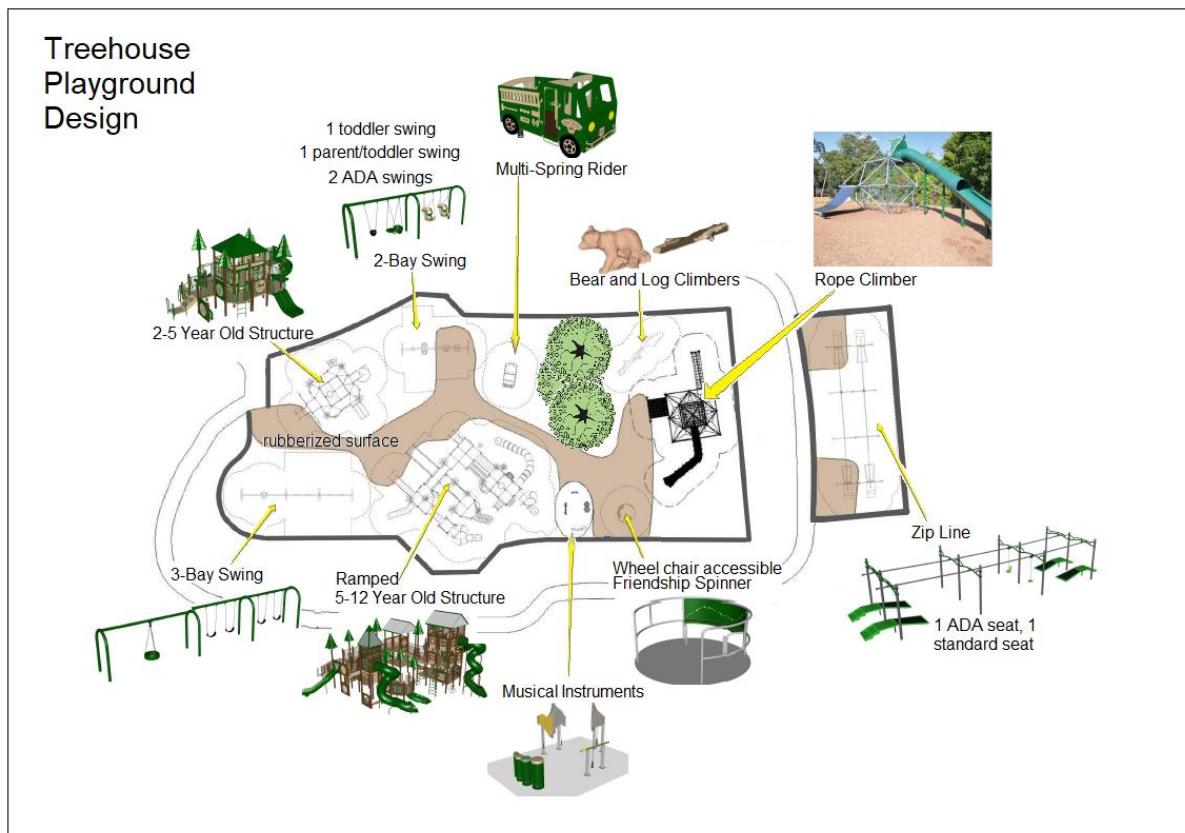 Treehouse
Playground
Design
1 toddler swing
1 parent/toddler swing
2 ADA swings
Multi-Spring Rider
2-Bay Swing
Bear and Log Climbers
Rope Climber
2-5 Year Old Structure
rubberized surface
Zip Line
3-Bay Swing
Ramped
5-12 Year Old Structure
Wheel chair accessible
Friendship Spinner
1 ADA seat, 1
standard seat
Musical Instruments